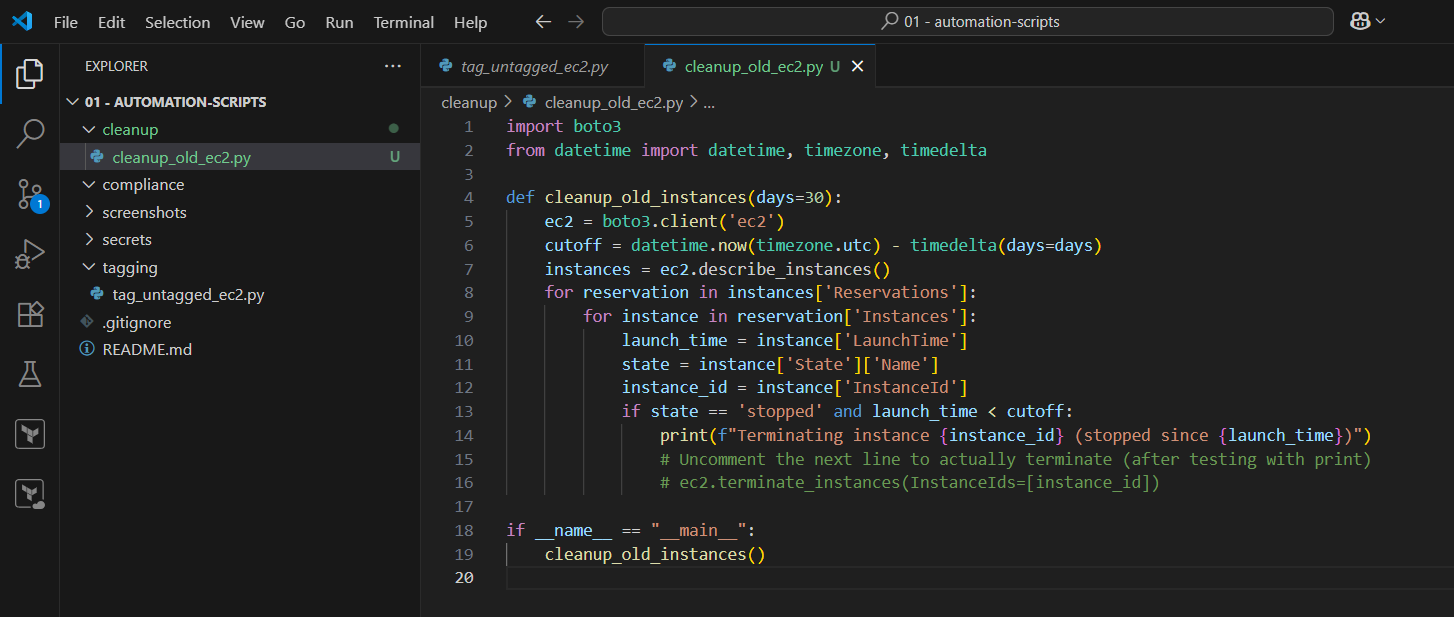 File Edit Selection View Go Run Terminal Help
01 - automation-scripts
EXPLORER
01 - AUTOMATION-SCRIPTS
cleanup
cleanup_old_ec2.py U
compliance
screenshots
secrets
tagging
tag_untagged_ec2.py
.gitignore
README.md
1
tag_untagged_ec2.py
cleanup_old_ec2.py U
cleanup > cleanup_old_ec2.py > ...
1 import boto3
2 from datetime import datetime, timezone, timedelta
3
4 def cleanup_old_instances(days=30):
5     ec2 = boto3.client('ec2')
6     cutoff = datetime.now(timezone.utc) - timedelta(days=days)
7     instances = ec2.describe_instances()
8     for reservation in instances['Reservations']:
9         for instance in reservation['Instances']:
10             launch_time = instance['LaunchTime']
11             state = instance['State']['Name']
12             instance_id = instance['InstanceId']
13             if state == 'stopped' and launch_time < cutoff:
14                 print(f"Terminating instance {instance_id} (stopped since {launch_time})")
15                 # Uncomment the next line to actually terminate (after testing with print)
16                 # ec2.terminate_instances(InstanceIds=[instance_id])
17
18 if __name__ == "__main__":
19     cleanup_old_instances()
20